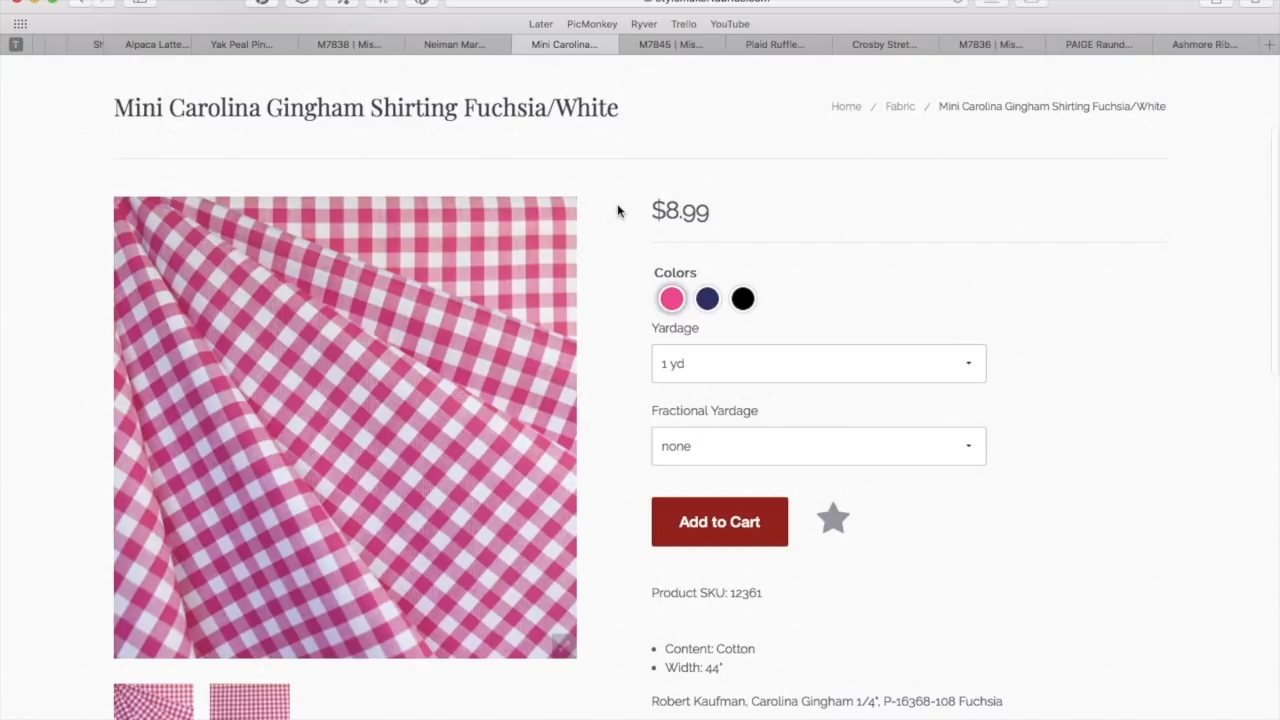 Later PicMonkey Ryver Trello YouTube
T Alpaca Latte... Yak Peal Pin... M7838 | Mis... Neiman Mar... Mini Carolina... M7845 | Mis... Plaid Ruffle... Crosby Stret... M7836 | Mis... PAIGE Raund... Ashmore Rib...
Mini Carolina Gingham Shirting Fuchsia/White
Home / Fabric / Mini Carolina Gingham Shirting Fuchsia/White
$8.99
Colors
Yardage
1 yd
Fractional Yardage
none
Add to Cart
Product SKU: 12361
Content: Cotton
Width: 44"
Robert Kaufman, Carolina Gingham 1/4", P-16368-108 Fuchsia